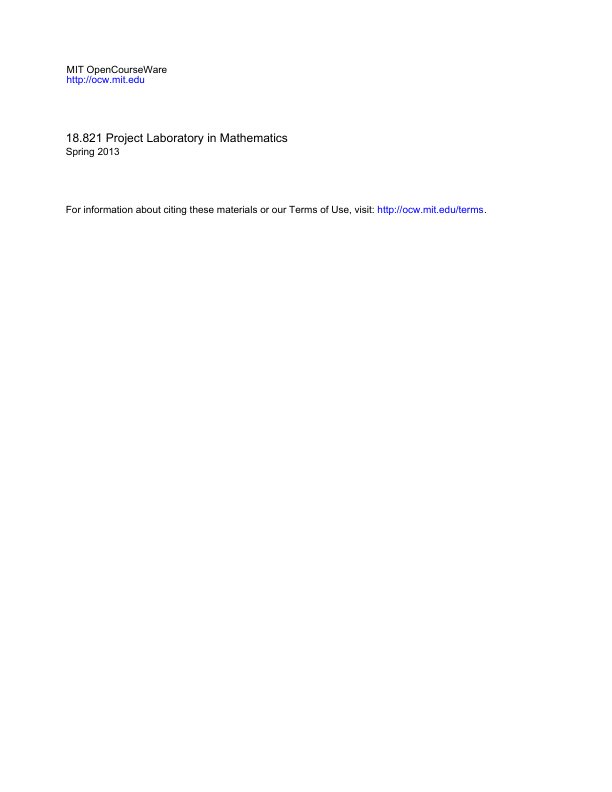 MIT OpenCourseWare
http://ocw.mit.edu
18.821 Project Laboratory in Mathematics
Spring 2013
For information about citing these materials or our Terms of Use, visit: http://ocw.mit.edu/terms.